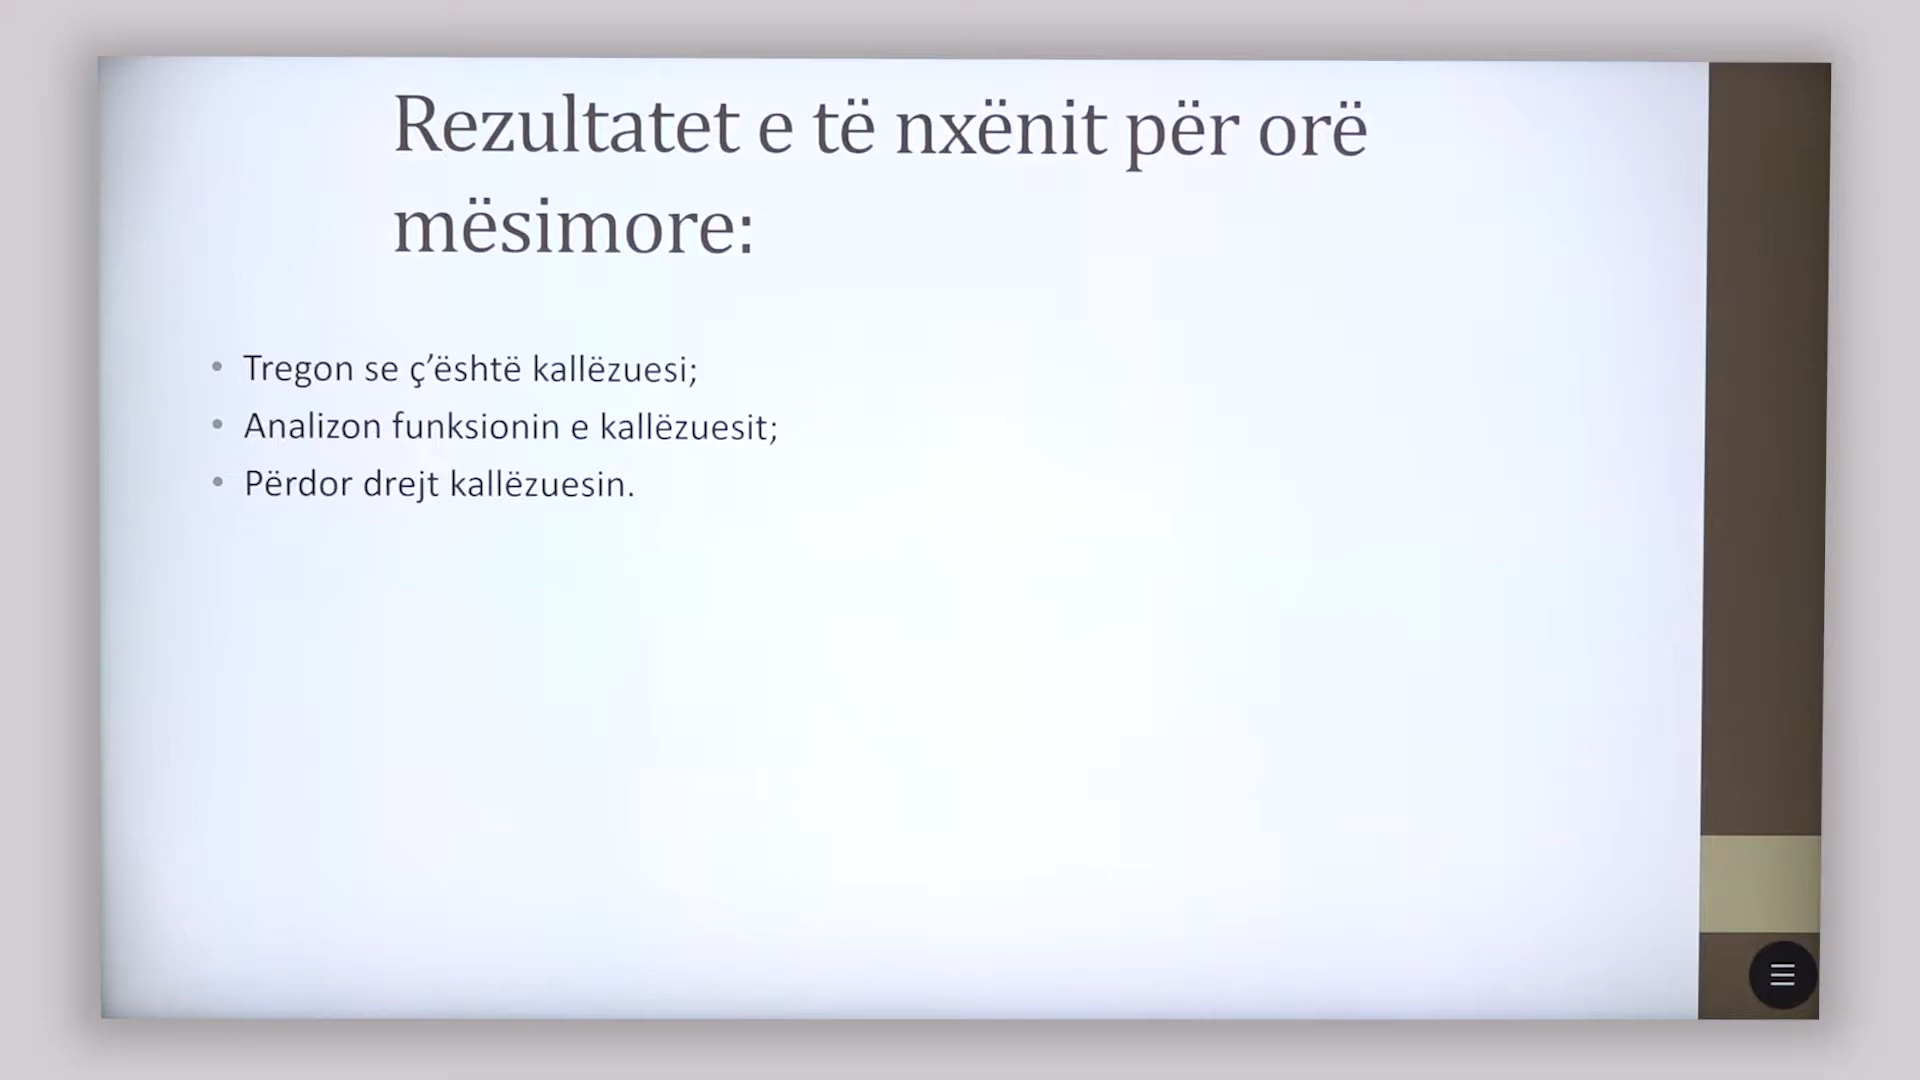 Rezultatet e të nxënit për orë
mësimore:
• Tregon se ç’është kallëzuesi;
• Analizon funksionin e kallëzuesit;
• Përdor drejt kallëzuesin.